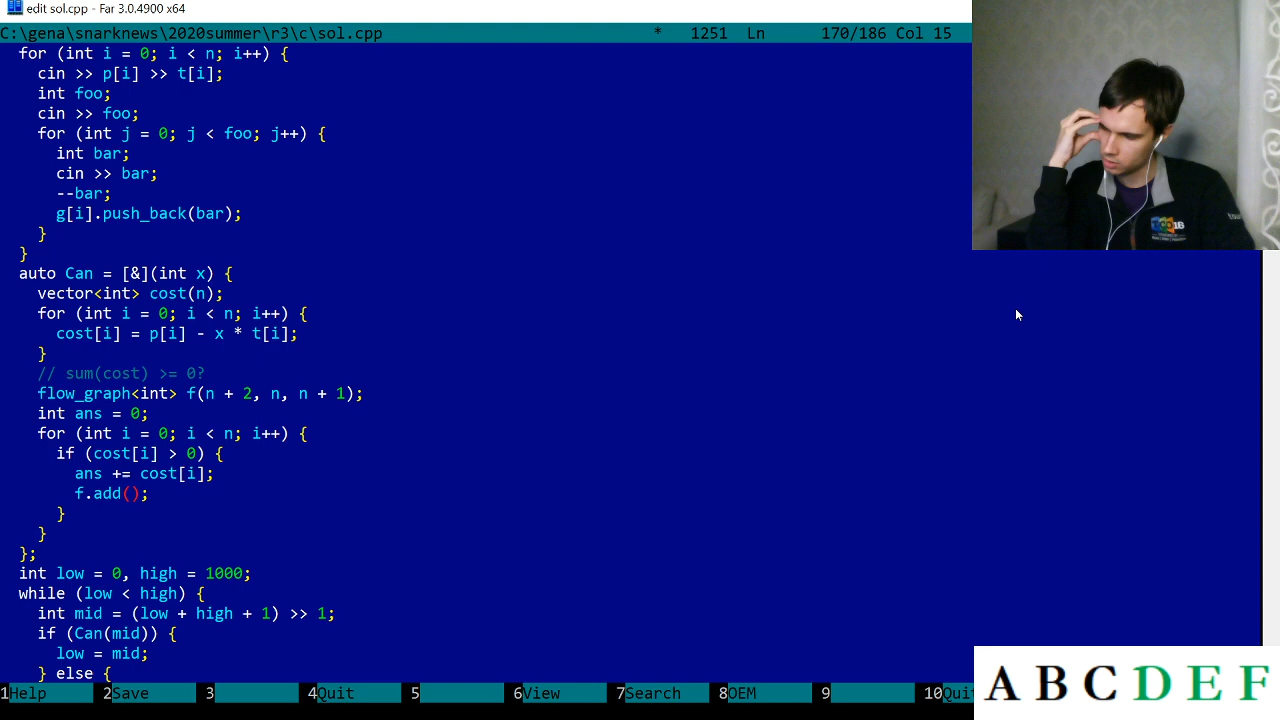 edit sol.cpp - Far 3.0.4900 x64
C:\gena\snarknews\2020summer\r3\c\sol.cpp * 1251 Ln 170/186 Col 15
for (int i = 0; i < n; i++) {
cin >> p[i] >> t[i];
int foo;
cin >> foo;
for (int j = 0; j < foo; j++) {
int bar;
cin >> bar;
--bar;
g[i].push_back(bar);
}
}
auto Can = [&](int x) {
vector<int> cost(n);
for (int i = 0; i < n; i++) {
cost[i] = p[i] - x * t[i];
}
// sum(cost) >= 0?
flow_graph<int> f(n + 2, n, n + 1);
int ans = 0;
for (int i = 0; i < n; i++) {
if (cost[i] > 0) {
ans += cost[i];
f.add();
}
}
};
int low = 0, high = 1000;
while (low < high) {
int mid = (low + high + 1) >> 1;
if (Can(mid)) {
low = mid;
} else {
1Help 2Save 3 4Quit 5 6View 7Search 8OEM 9 10Quit
A B C D E F